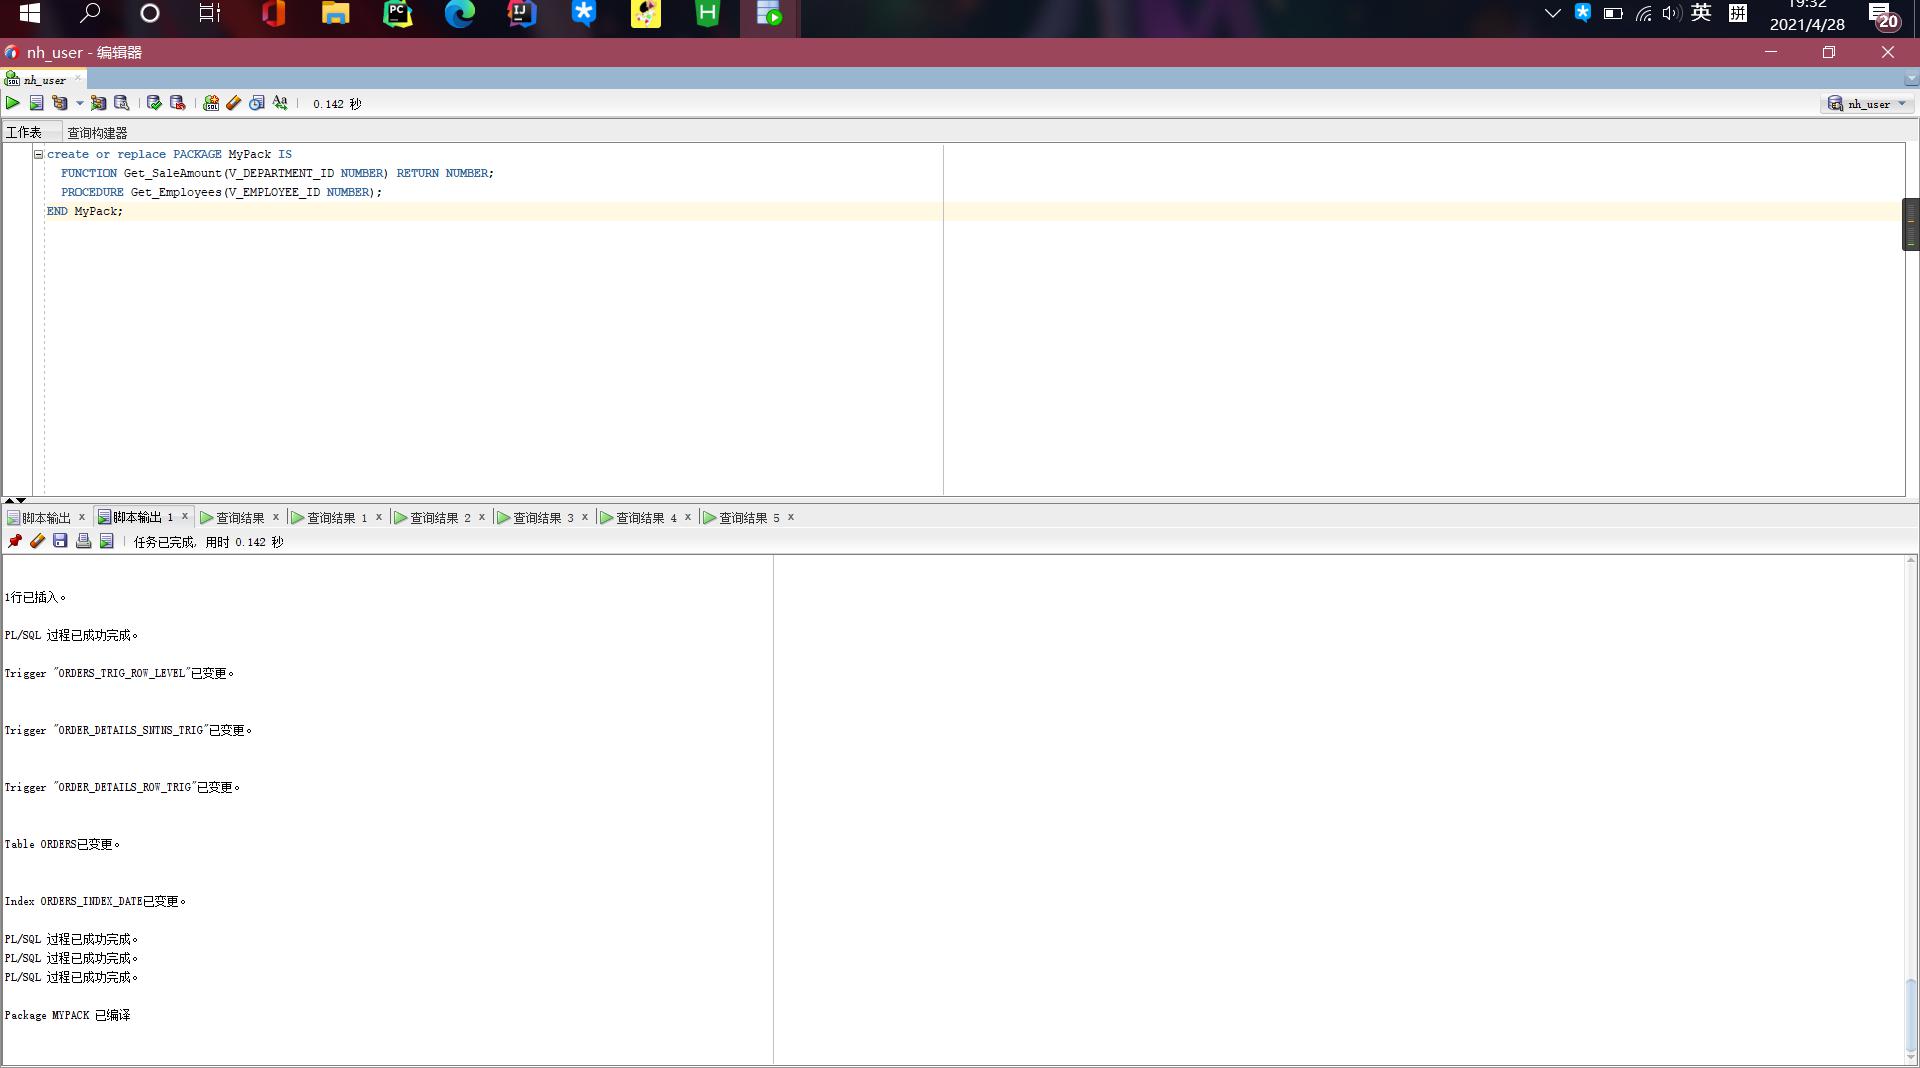 19:32
英 拼
2021/4/28
20
nh_user - 编辑器
nh_user
0.142 秒
nh_user
工作表 查询构建器
create or replace PACKAGE MyPack IS
FUNCTION Get_SaleAmount(V_DEPARTMENT_ID NUMBER) RETURN NUMBER;
PROCEDURE Get_Employees(V_EMPLOYEE_ID NUMBER);
END MyPack;
脚本输出 x 脚本输出 1 x 查询结果 x 查询结果 1 x 查询结果 2 x 查询结果 3 x 查询结果 4 x 查询结果 5 x
任务已完成, 用时 0.142 秒
1行已插入。
PL/SQL 过程已成功完成。
Trigger "ORDERS_TRIG_ROW_LEVEL"已变更。
Trigger "ORDER_DETAILS_SNTNS_TRIG"已变更。
Trigger "ORDER_DETAILS_ROW_TRIG"已变更。
Table ORDERS已变更。
Index ORDERS_INDEX_DATE已变更。
PL/SQL 过程已成功完成。
PL/SQL 过程已成功完成。
PL/SQL 过程已成功完成。
Package MYPACK 已编译